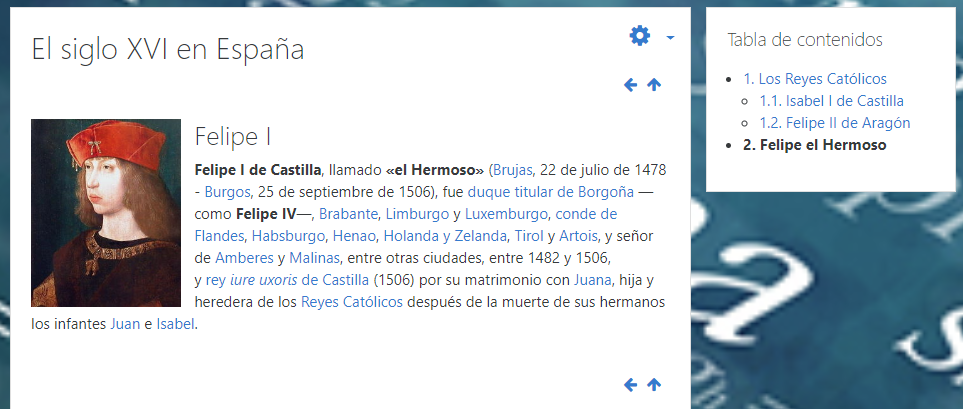 El siglo XVI en España
Felipe I
Felipe I de Castilla, llamado «el Hermoso» (Brujas, 22 de julio de 1478
- Burgos, 25 de septiembre de 1506), fue duque titular de Borgoña —
como Felipe IV—, Brabante, Limburgo y Luxemburgo, conde de
Flandes, Habsburgo, Henao, Holanda y Zelanda, Tirol y Artois, y señor
de Amberes y Malinas, entre otras ciudades, entre 1482 y 1506,
y rey iure uxoris de Castilla (1506) por su matrimonio con Juana, hija y
heredera de los Reyes Católicos después de la muerte de sus hermanos
los infantes Juan e Isabel.
Tabla de contenidos
1. Los Reyes Católicos
1.1. Isabel I de Castilla
1.2. Felipe II de Aragón
2. Felipe el Hermoso